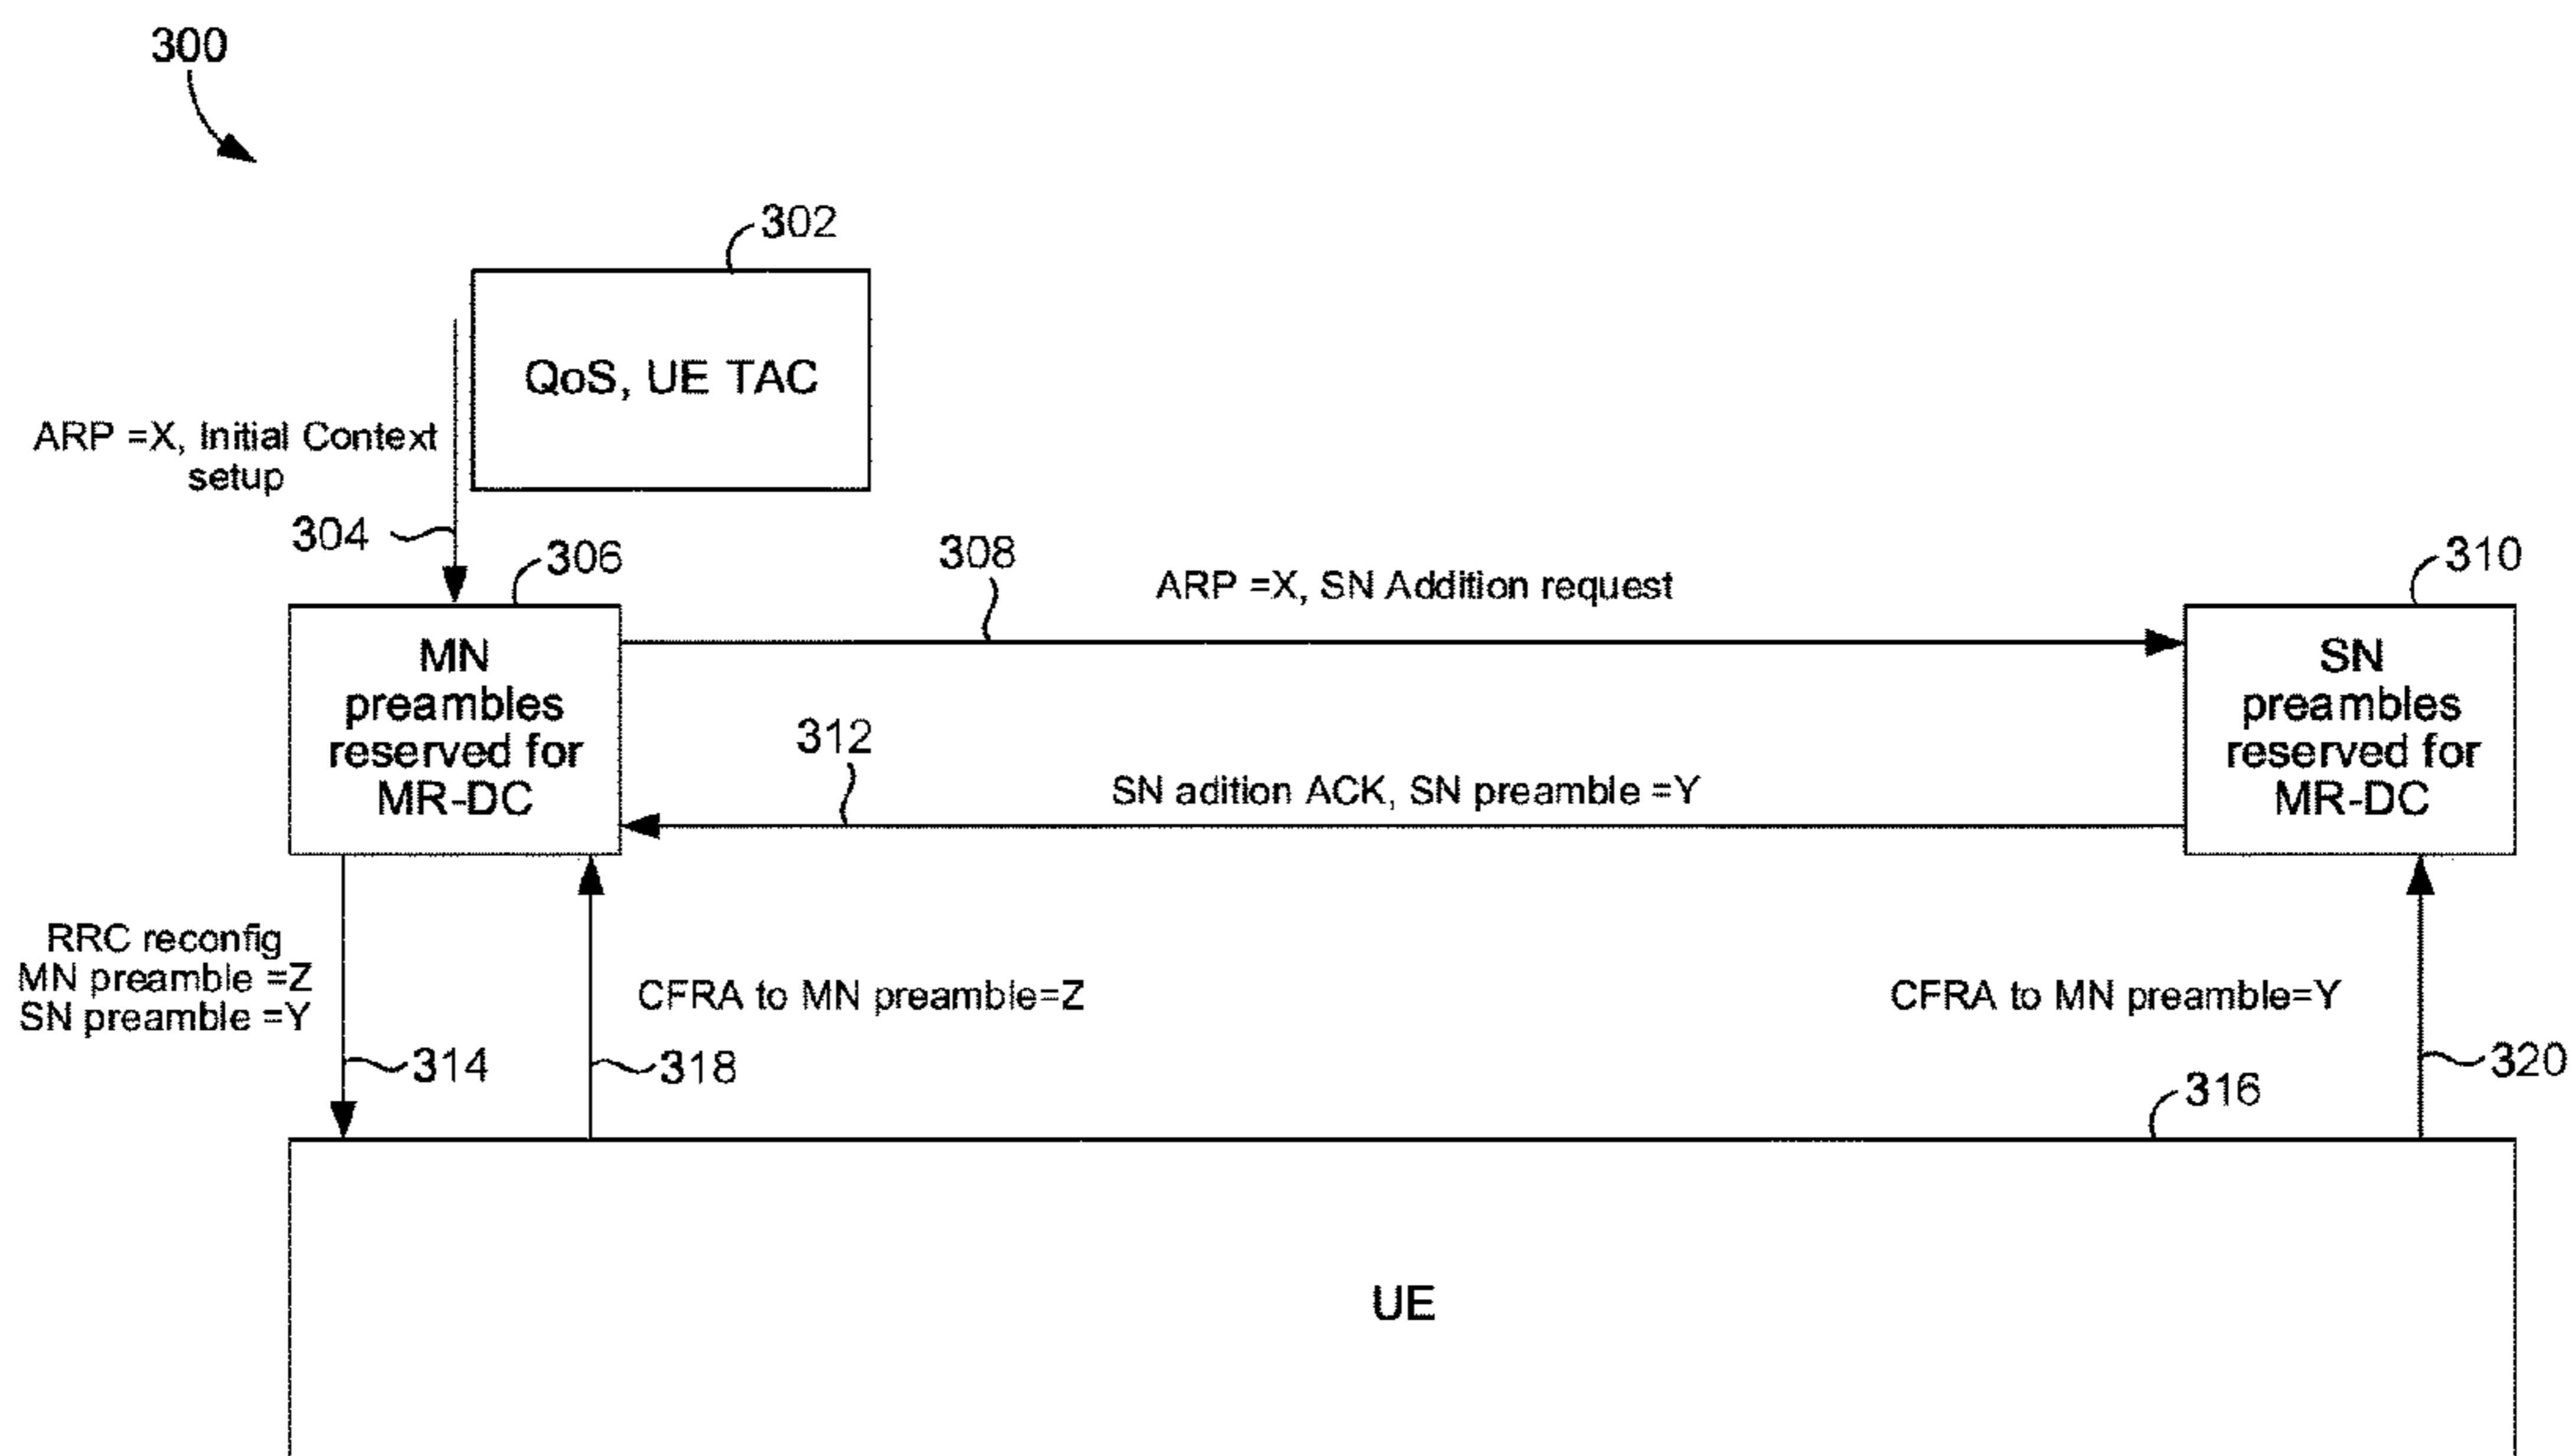 300
302
QoS, UE TAC
ARP =X, Initial Context
setup
304
306
308
ARP =X, SN Addition request
310
MN
preambles
reserved for
MR-DC
SN
preambles
reserved for
MR-DC
312
SN adition ACK, SN preamble =Y
RRC reconfig
MN preamble =Z
SN preamble =Y
CFRA to MN preamble=Z
CFRA to MN preamble=Y
314
318
320
316
UE